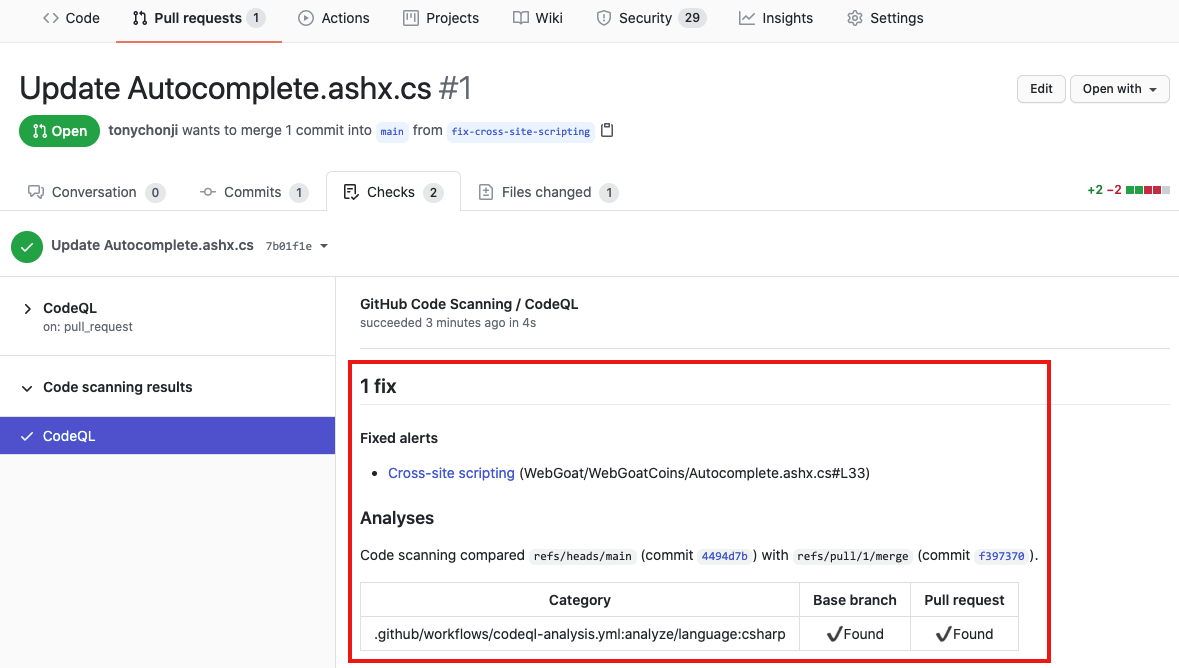 Code Pull requests 1 Actions Projects Wiki Security 29 Insights Settings
Update Autocomplete.ashx.cs #1
Edit Open with
Open tonychonji wants to merge 1 commit into main from fix-cross-site-scripting
Conversation 0 Commits 1 Checks 2 Files changed 1 +2 −2
Update Autocomplete.ashx.cs 7b01f1e
CodeQL
on: pull_request
Code scanning results
CodeQL
GitHub Code Scanning / CodeQL
succeeded 3 minutes ago in 4s
1 fix
Fixed alerts
Cross-site scripting (WebGoat/WebGoatCoins/Autocomplete.ashx.cs#L33)
Analyses
Code scanning compared refs/heads/main (commit 4494d7b ) with refs/pull/1/merge (commit f397370 ).
Category Base branch Pull request
.github/workflows/codeql-analysis.yml:analyze/language:csharp ✔Found ✔Found